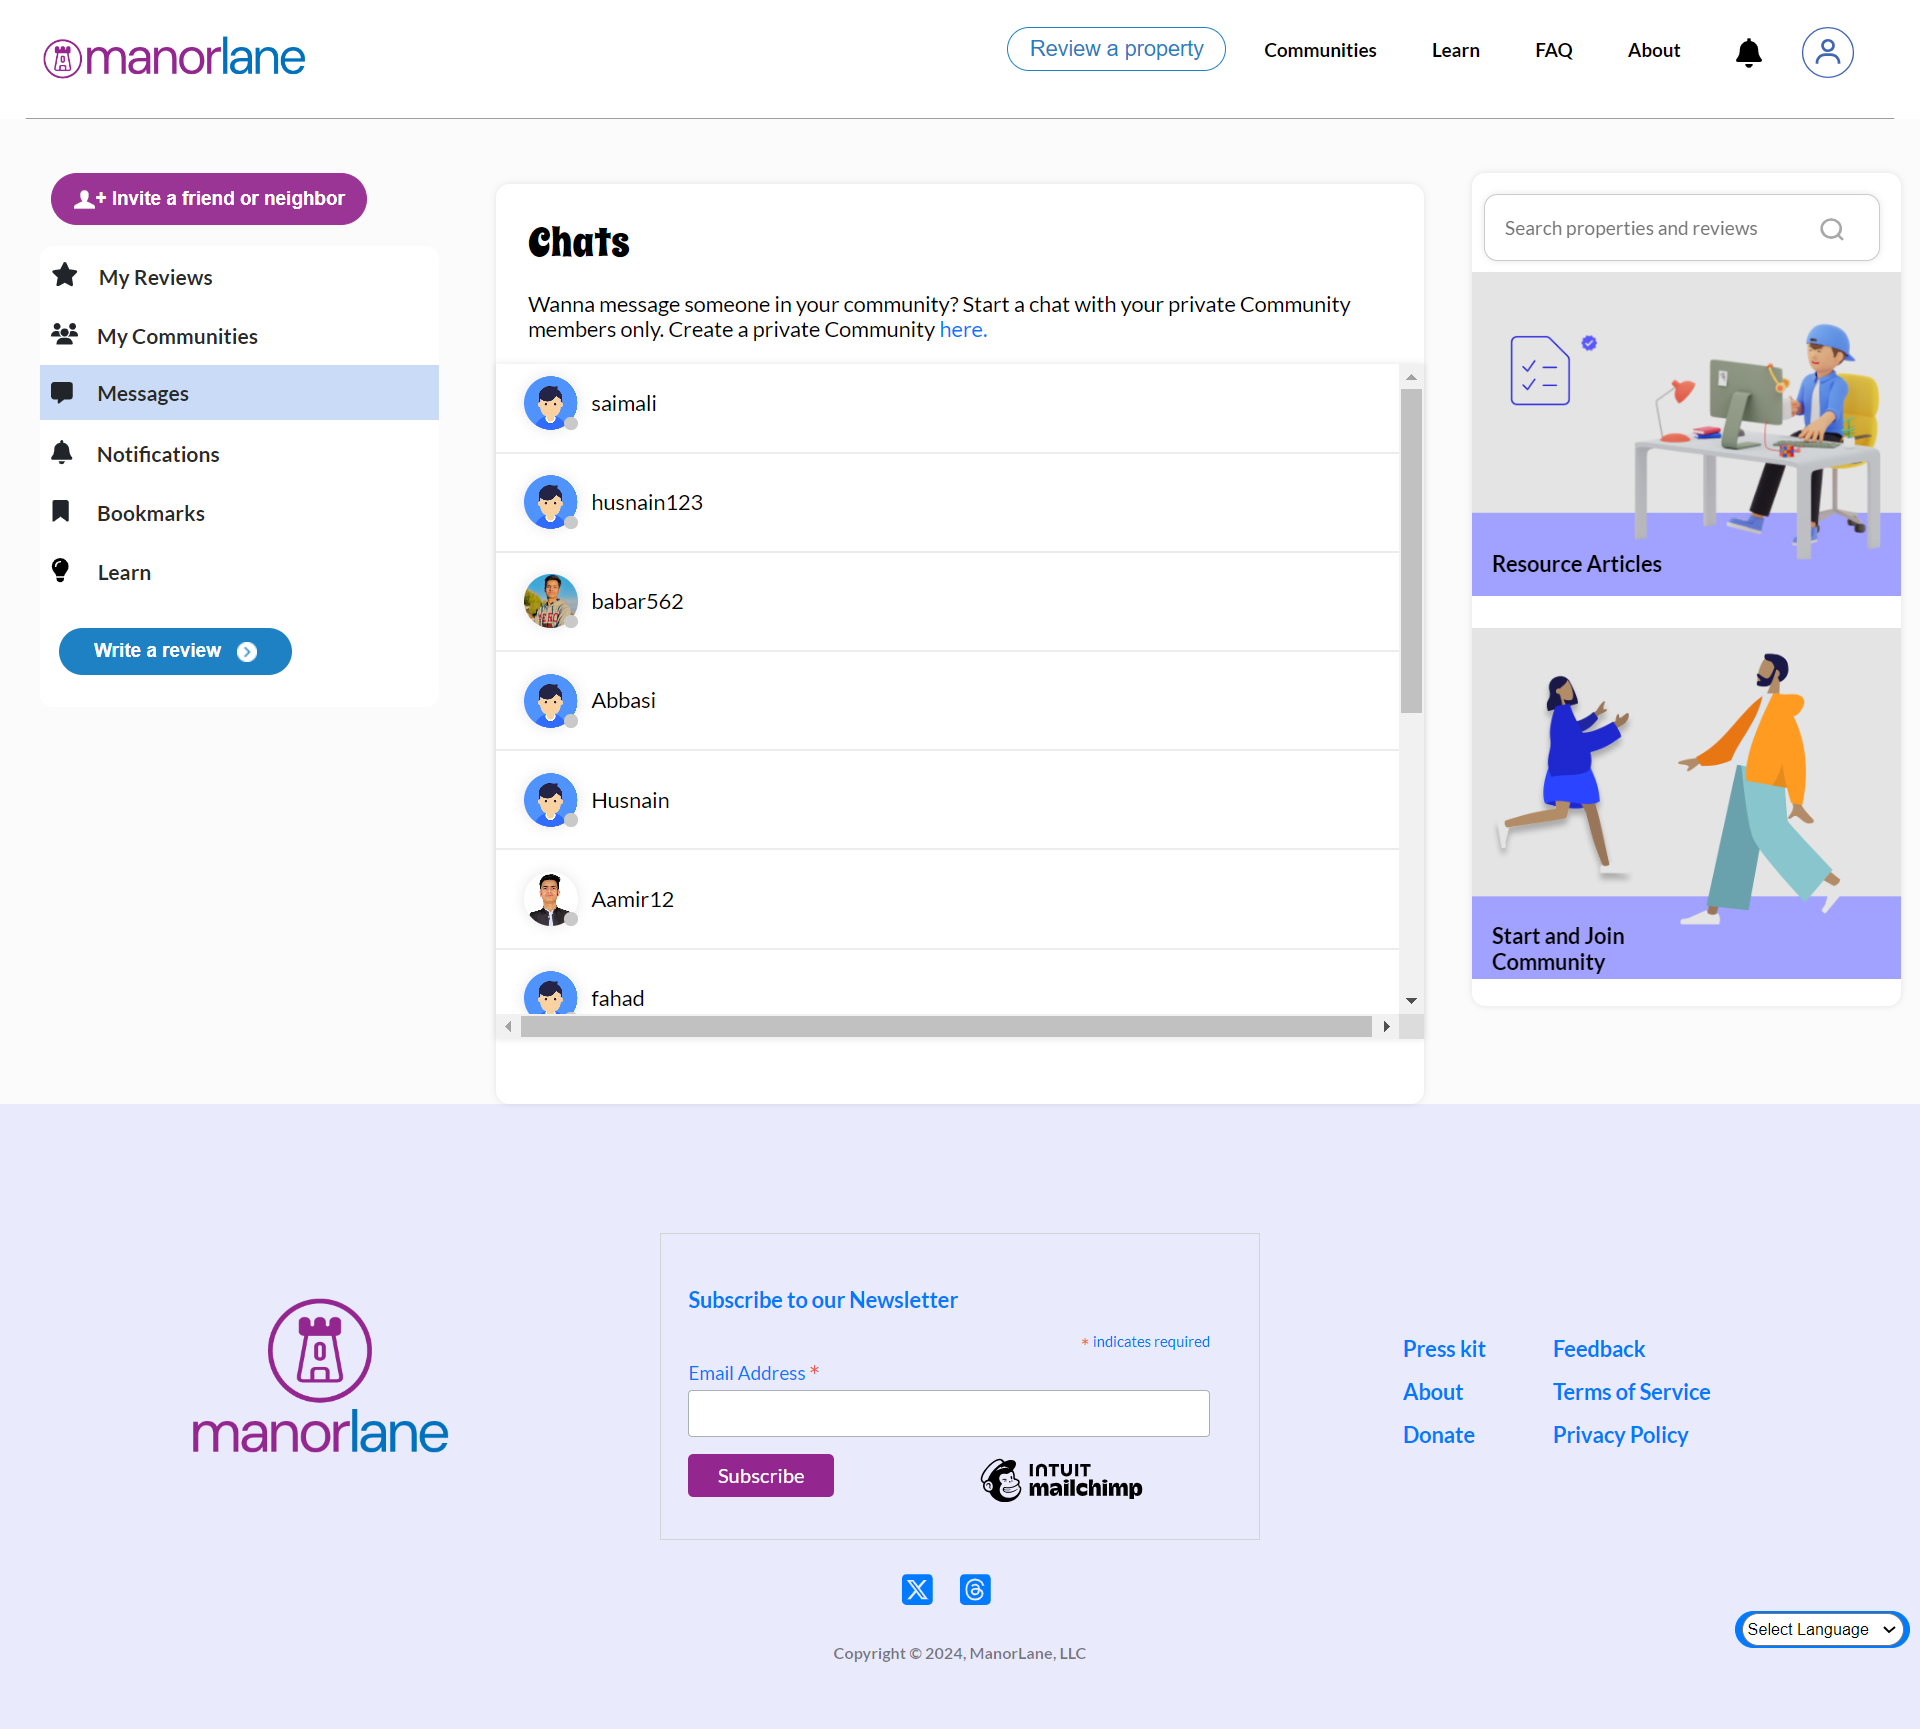 manorlane
Review a property
Communities
Learn
FAQ
About
Invite a friend or neighbor
My Reviews
My Communities
Messages
Notifications
Bookmarks
Learn
Write a review
Chats
Wanna message someone in your community? Start a chat with your private Community
members only. Create a private Community here.
saimali
husnain123
babar562
Abbasi
Husnain
Aamir12
fahad
Search properties and reviews
Resource Articles
Start and Join
Community
manorlane
Subscribe to our Newsletter
* indicates required
Email Address *
Subscribe
INTUIT
mailchimp
Press kit
About
Donate
Feedback
Terms of Service
Privacy Policy
Copyright © 2024, ManorLane, LLC
Select Language